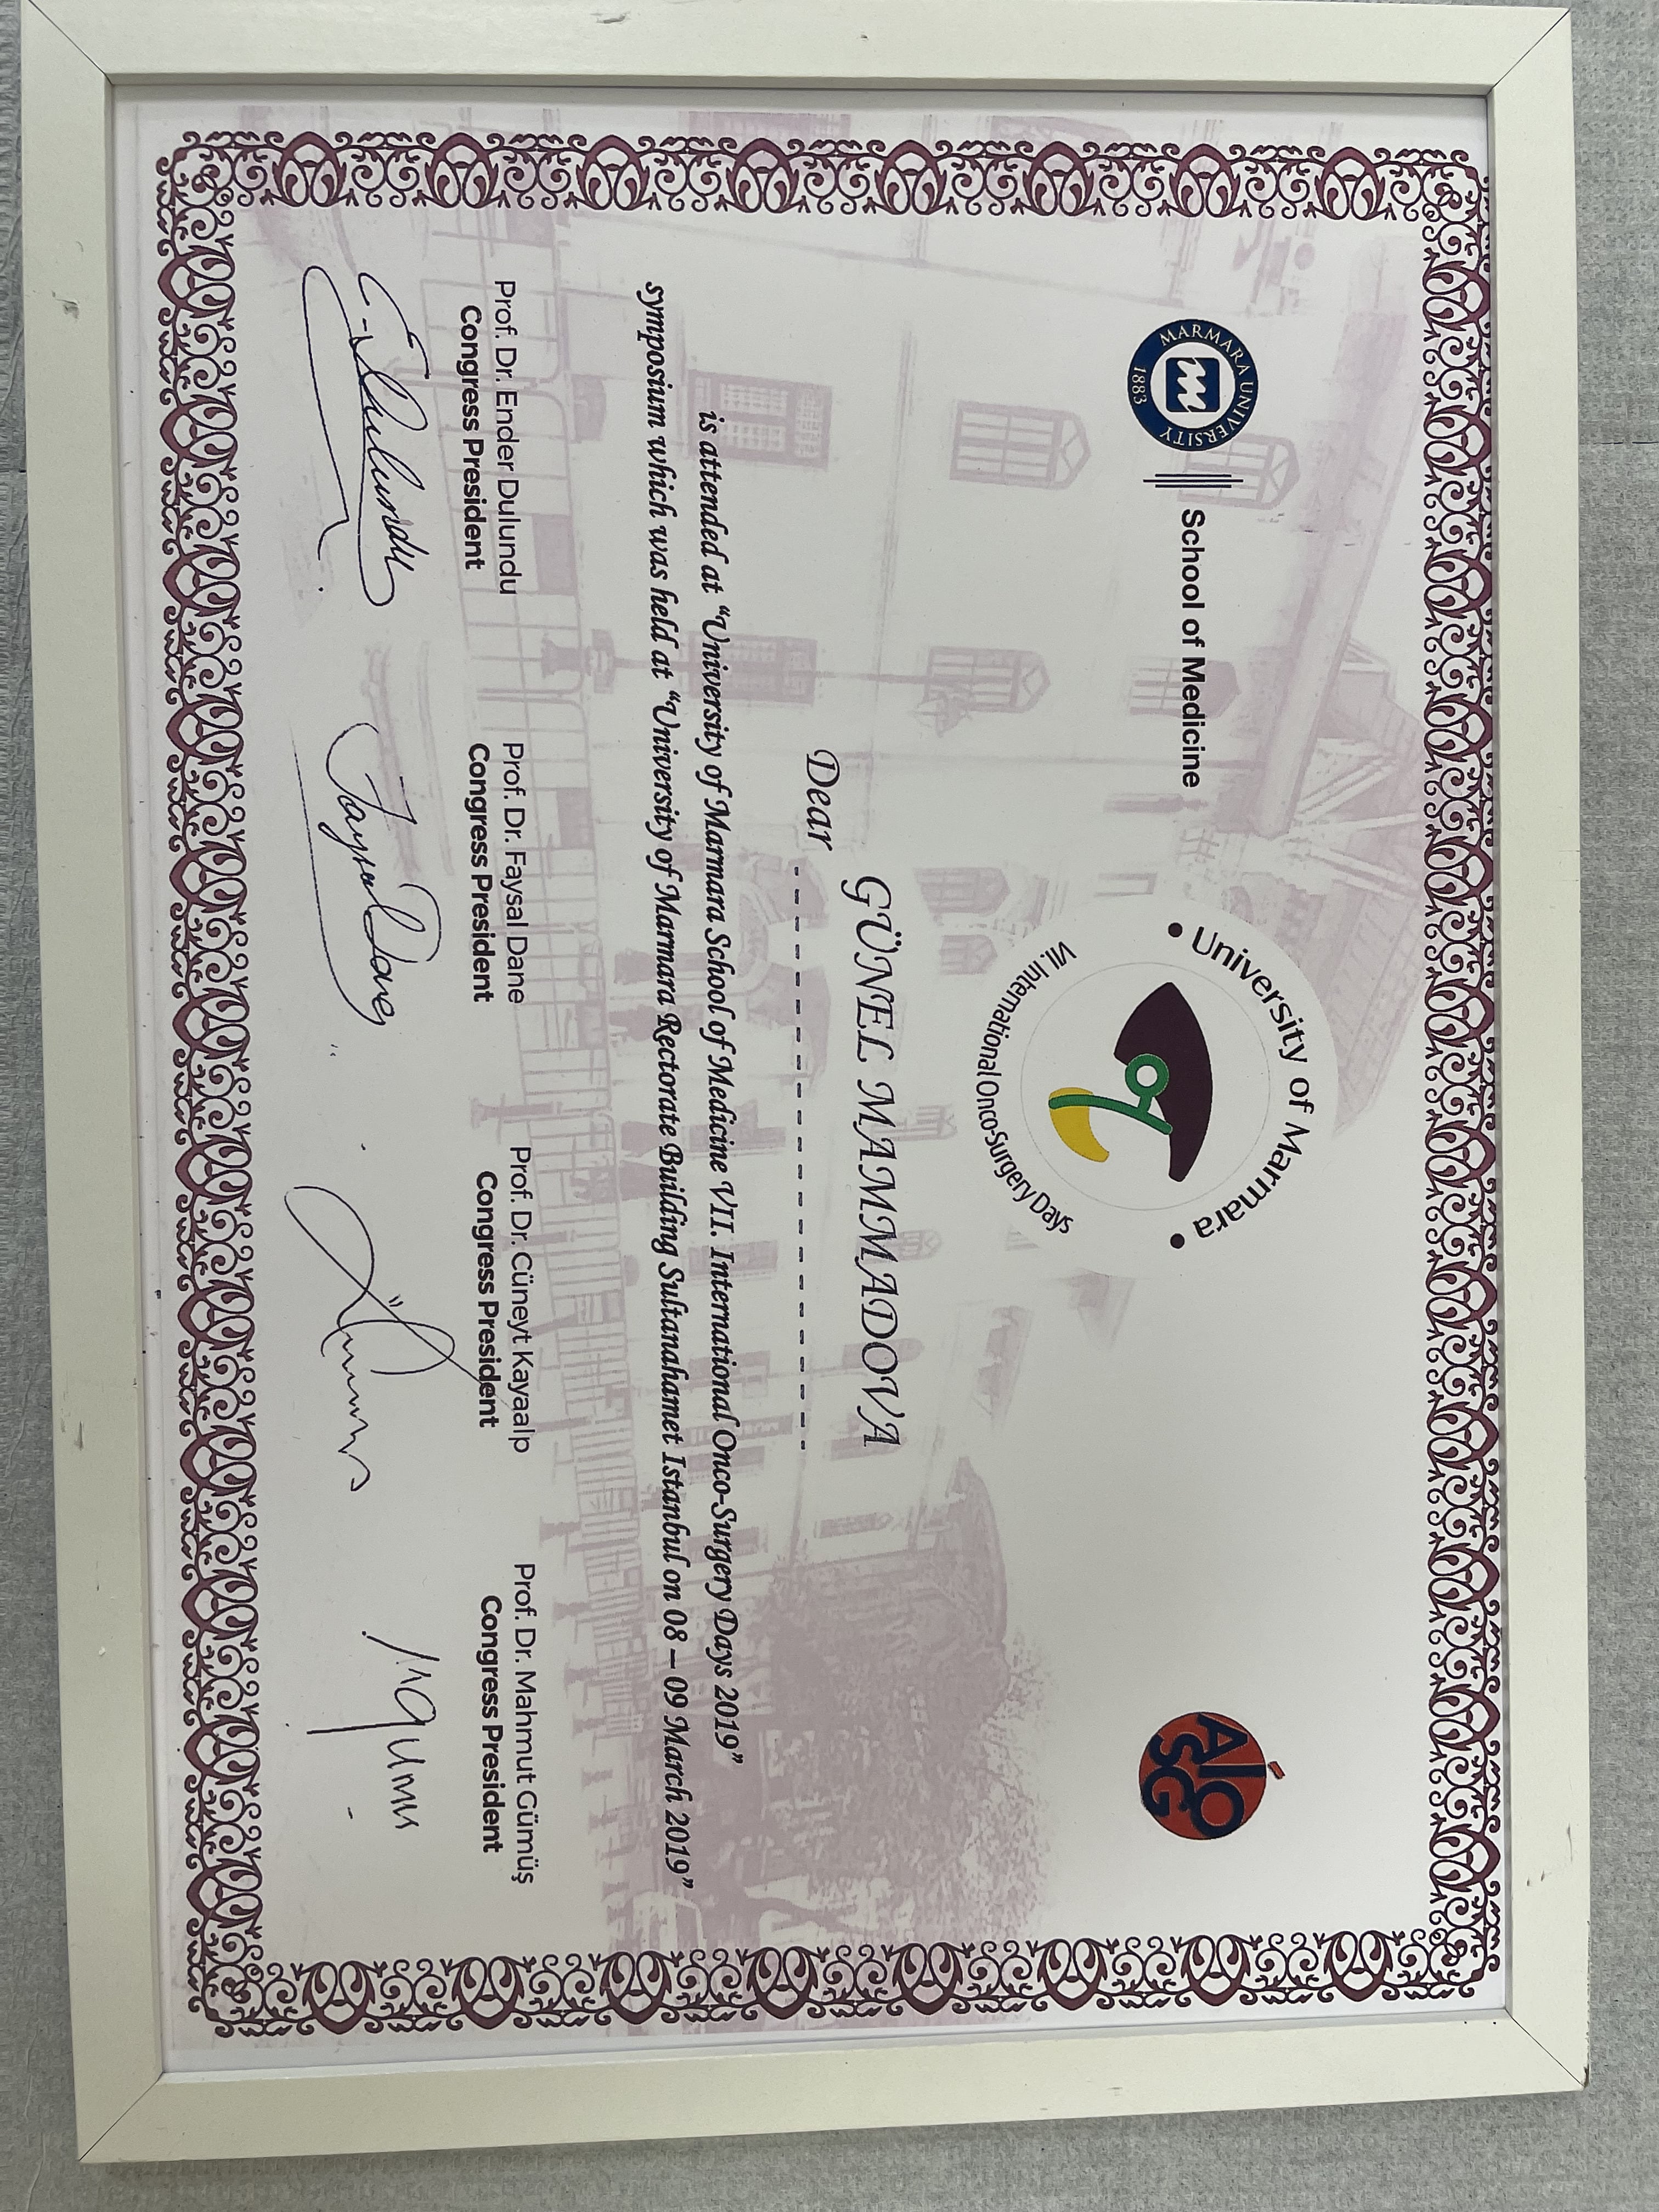 MARMARA UNIVERSITY
1883
School of Medicine
University of Marmara
VII. International Onco-Surgery Days
AİO
SG
GÜNEL MAMMADOVA
Dear
is attended at “University of Marmara School of Medicine VII. International Onco-Surgery Days 2019”
symposium which was held at “University of Marmara Rectorate Building Sultanahamet Istanbul on 08 – 09 March 2019”
Prof. Dr. Ender Dulundu
Congress President
Prof. Dr. Faysal Dane
Congress President
Prof. Dr. Cüneyt Kayaalp
Congress President
Prof. Dr. Mahmut Gümüş
Congress President
E. Dulundu
Faysal Dane